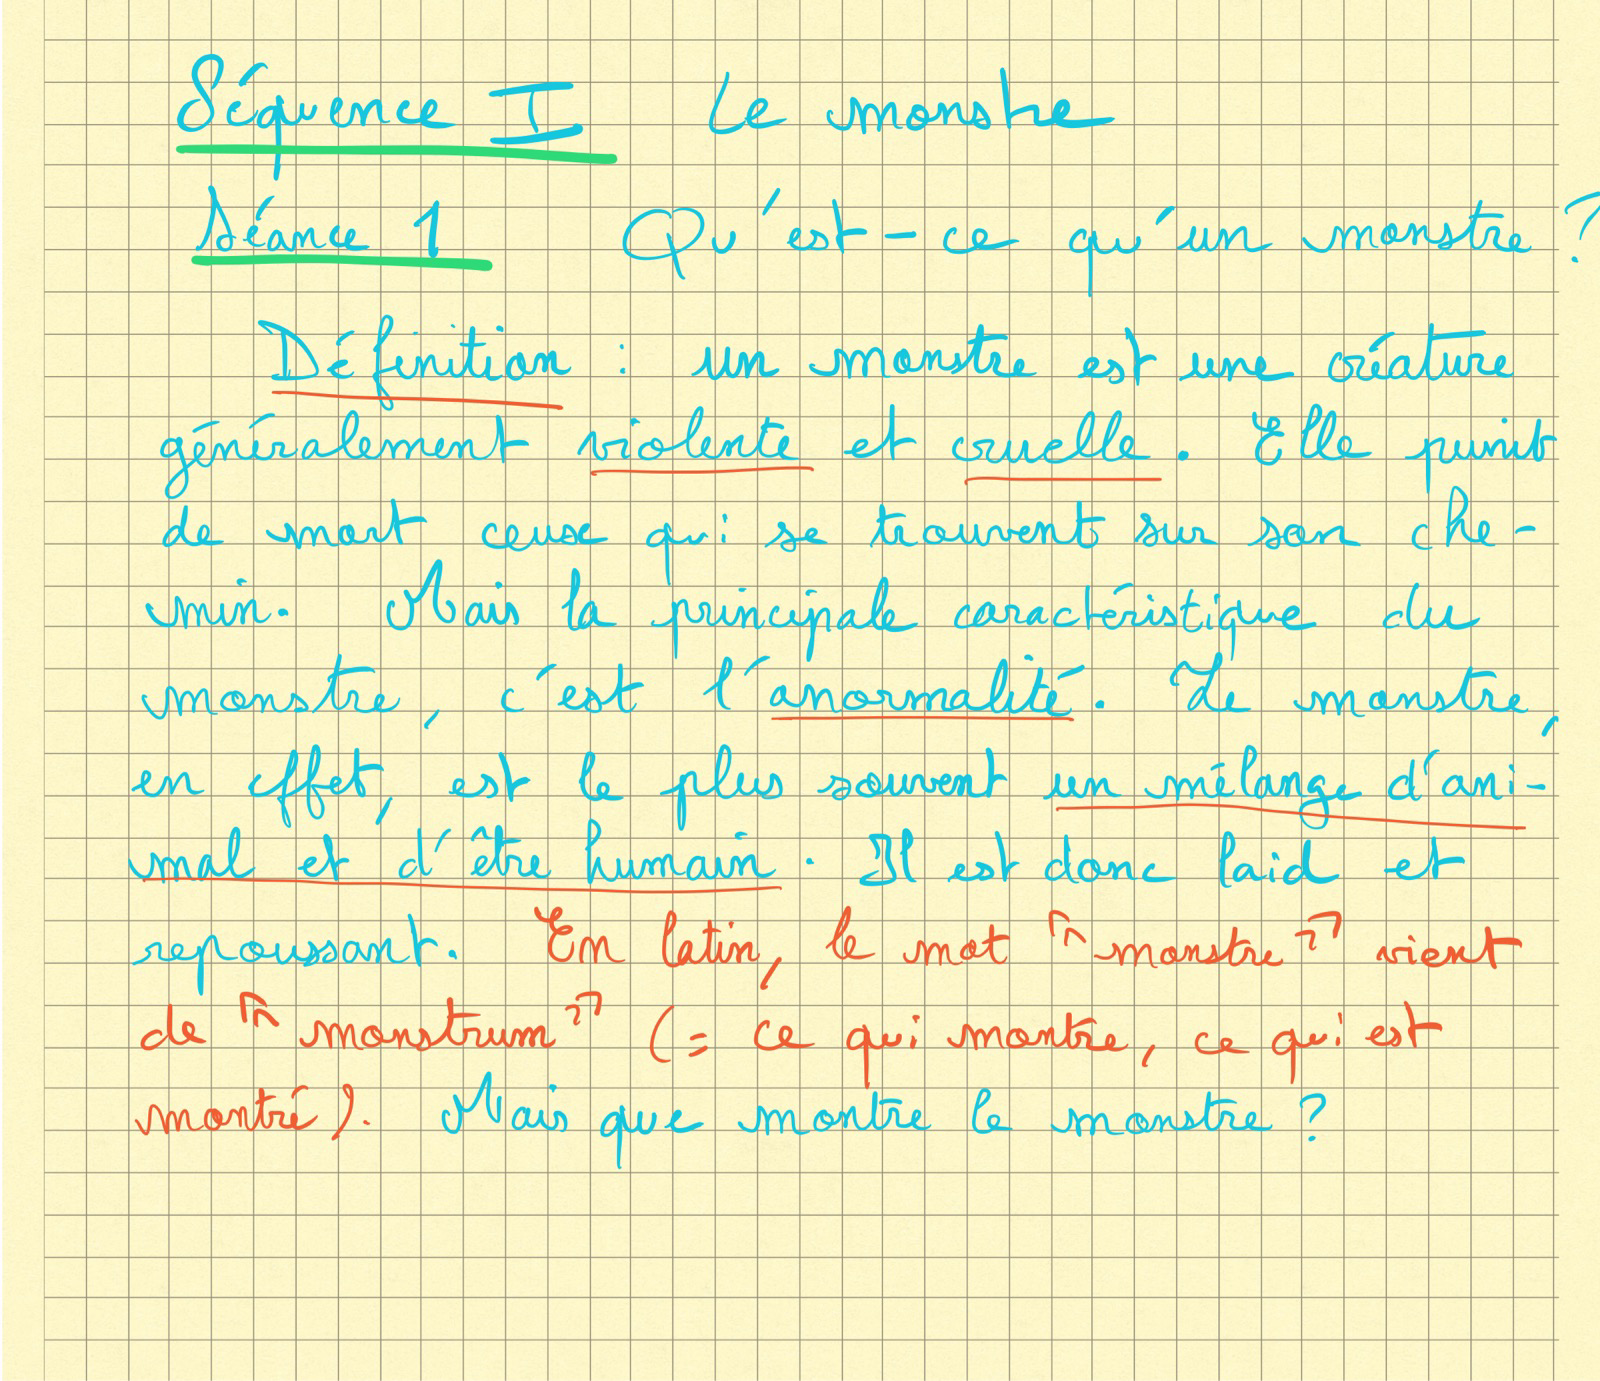 Séquence I Le monstre
Séance 1 Qu'est-ce qu'un monstre ?
Définition : un monstre est une créature
généralement violente et cruelle. Elle punit
de mort ceux qui se trouvent sur son che-
min. Mais la principale caractéristique du
monstre, c'est l'anormalité. Le monstre,
en effet, est le plus souvent un mélange d'ani-
mal et d'être humain. Il est donc laid et
repoussant. En latin, le mot "monstre" vient
de "monstrum" (= ce qui montre, ce qui est
montré). Mais que montre le monstre ?